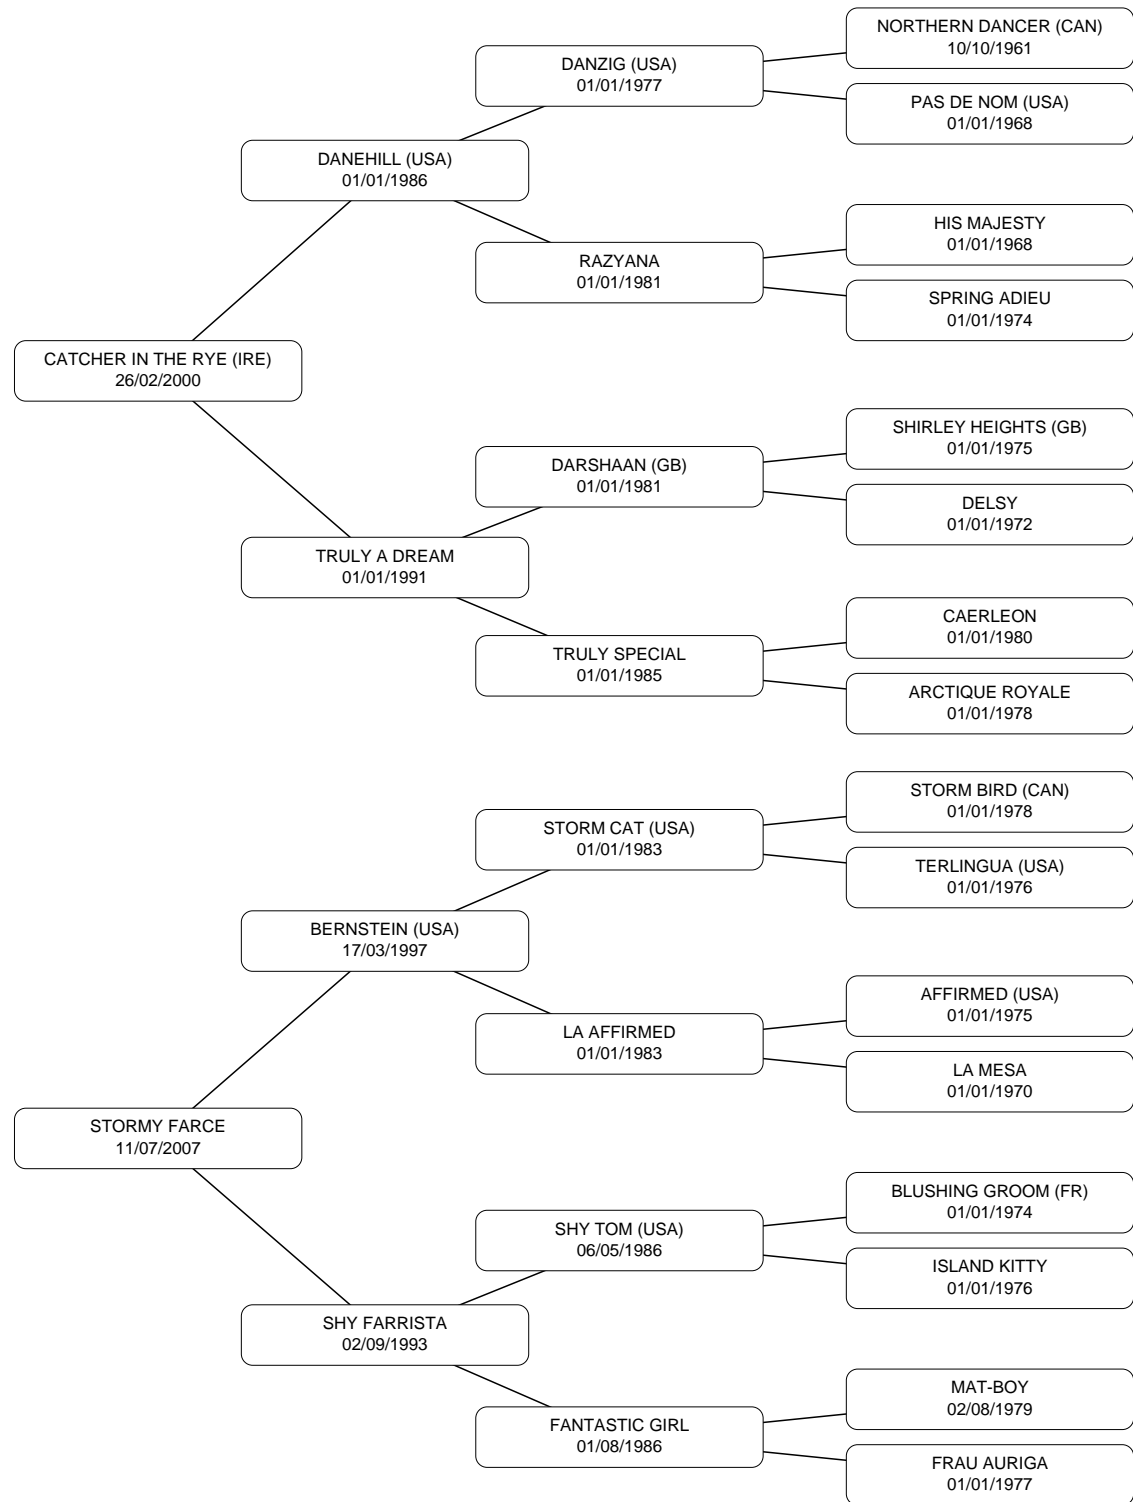 NORTHERN DANCER (CAN)
10/10/1961
DANZIG (USA)
01/01/1977
PAS DE NOM (USA)
01/01/1968
DANEHILL (USA)
01/01/1986
HIS MAJESTY
01/01/1968
RAZYANA
01/01/1981
SPRING ADIEU
01/01/1974
CATCHER IN THE RYE (IRE)
26/02/2000
SHIRLEY HEIGHTS (GB)
01/01/1975
DARSHAAN (GB)
01/01/1981
DELSY
01/01/1972
TRULY A DREAM
01/01/1991
CAERLEON
01/01/1980
TRULY SPECIAL
01/01/1985
ARCTIQUE ROYALE
01/01/1978
STORM BIRD (CAN)
01/01/1978
STORM CAT (USA)
01/01/1983
TERLINGUA (USA)
01/01/1976
BERNSTEIN (USA)
17/03/1997
AFFIRMED (USA)
01/01/1975
LA AFFIRMED
01/01/1983
LA MESA
01/01/1970
STORMY FARCE
11/07/2007
BLUSHING GROOM (FR)
01/01/1974
SHY TOM (USA)
06/05/1986
ISLAND KITTY
01/01/1976
SHY FARRISTA
02/09/1993
MAT-BOY
02/08/1979
FANTASTIC GIRL
01/08/1986
FRAU AURIGA
01/01/1977